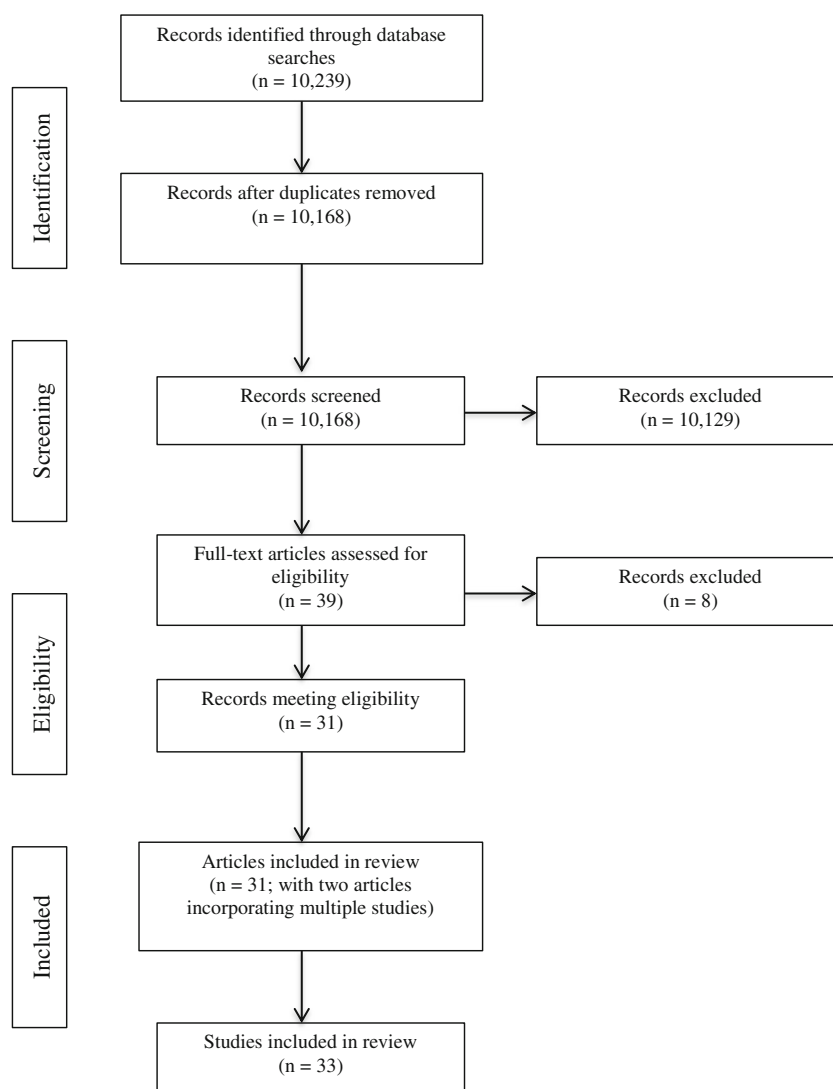 Records identified through database
searches
(n = 10,239)
Identification
Records after duplicates removed
(n = 10,168)
Screening
Records screened
(n = 10,168)
Records excluded
(n = 10,129)
Full-text articles assessed for
eligibility
(n = 39)
Records excluded
(n = 8)
Eligibility
Records meeting eligibility
(n = 31)
Included
Articles included in review
(n = 31; with two articles
incorporating multiple studies)
Studies included in review
(n = 33)